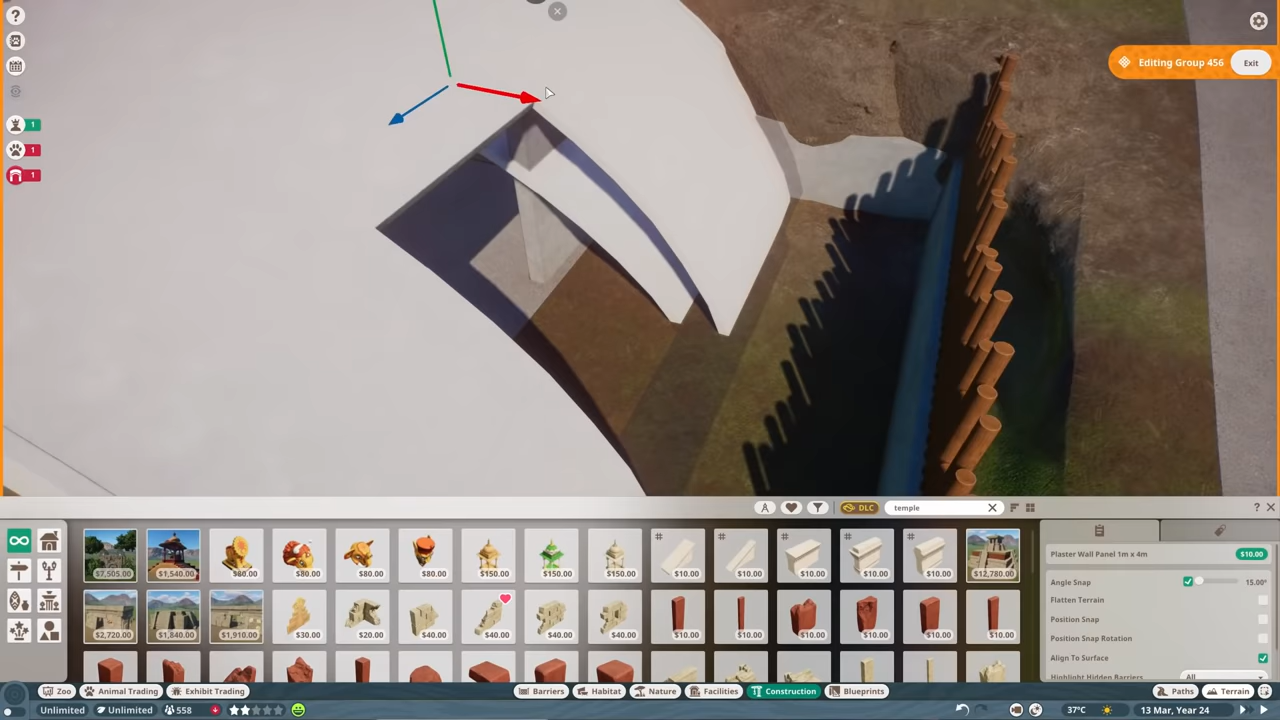 Editing Group 456
Exit
1
1
1
DLC
temple
$7,505.00
$1,540.00
$80.00
$80.00
$80.00
$80.00
$150.00
$150.00
$150.00
$10.00
$10.00
$10.00
$10.00
$10.00
$12,780.00
Plaster Wall Panel 1m x 4m
$10.00
$2,720.00
$1,840.00
$1,910.00
$30.00
$20.00
$40.00
$40.00
$40.00
$40.00
$10.00
$10.00
$10.00
$10.00
$10.00
$10.00
Angle Snap
15.00°
Flatten Terrain
Position Snap
Position Snap Rotation
Align To Surface
Highlight Hidden Barriers
All
Zoo
Animal Trading
Exhibit Trading
Barriers
Habitat
Nature
Facilities
Construction
Blueprints
Paths
Terrain
Unlimited
Unlimited
558
37°C
13 Mar, Year 24